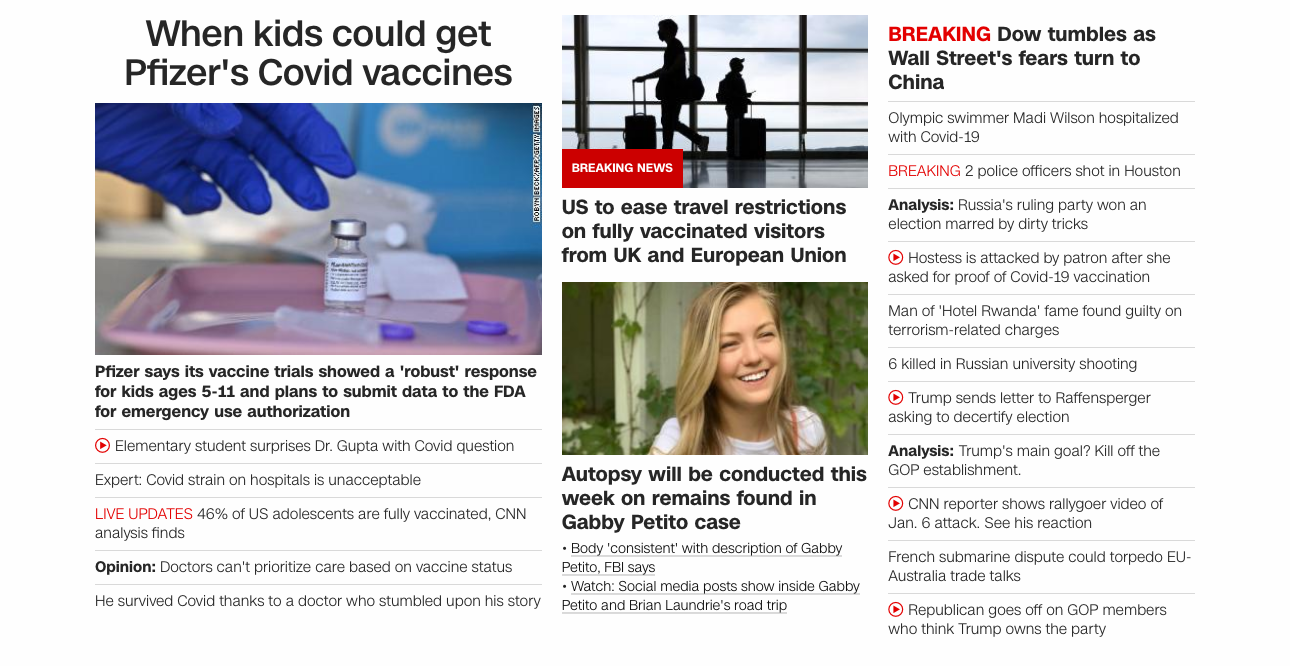 When kids could get
Pfizer's Covid vaccines
ROBYN BECK/AFP/GETTY IMAGES
Pfizer says its vaccine trials showed a 'robust' response
for kids ages 5-11 and plans to submit data to the FDA
for emergency use authorization
Elementary student surprises Dr. Gupta with Covid question
Expert: Covid strain on hospitals is unacceptable
LIVE UPDATES 46% of US adolescents are fully vaccinated, CNN
analysis finds
Opinion: Doctors can't prioritize care based on vaccine status
He survived Covid thanks to a doctor who stumbled upon his story
BREAKING NEWS
US to ease travel restrictions
on fully vaccinated visitors
from UK and European Union
Autopsy will be conducted this
week on remains found in
Gabby Petito case
• Body 'consistent' with description of Gabby
Petito, FBI says
• Watch: Social media posts show inside Gabby
Petito and Brian Laundrie's road trip
BREAKING Dow tumbles as
Wall Street's fears turn to
China
Olympic swimmer Madi Wilson hospitalized
with Covid-19
BREAKING 2 police officers shot in Houston
Analysis: Russia's ruling party won an
election marred by dirty tricks
Hostess is attacked by patron after she
asked for proof of Covid-19 vaccination
Man of 'Hotel Rwanda' fame found guilty on
terrorism-related charges
6 killed in Russian university shooting
Trump sends letter to Raffensperger
asking to decertify election
Analysis: Trump's main goal? Kill off the
GOP establishment.
CNN reporter shows rallygoer video of
Jan. 6 attack. See his reaction
French submarine dispute could torpedo EU-
Australia trade talks
Republican goes off on GOP members
who think Trump owns the party